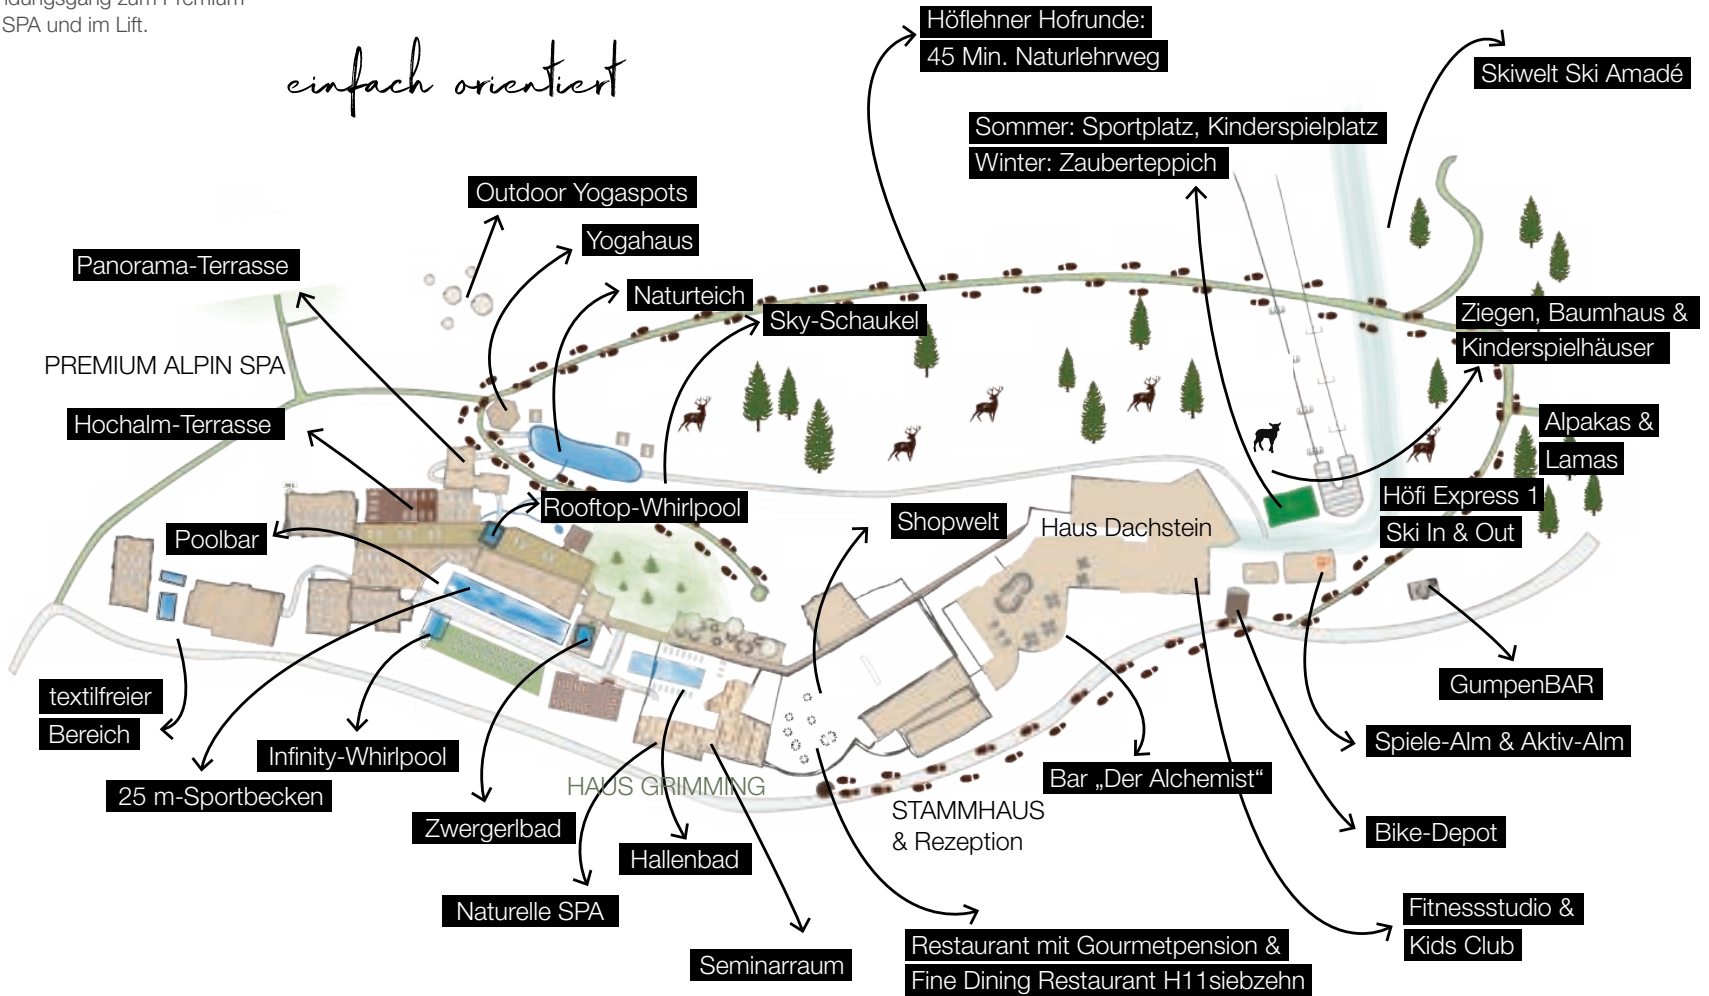 SPA und im Lift.
einfach orientiert
Höflehner Hofrunde:
45 Min. Naturlehrweg
Skiwelt Ski Amadé
Sommer: Sportplatz, Kinderspielplatz
Winter: Zauberteppich
Outdoor Yogaspots
Yogahaus
Panorama-Terrasse
Naturteich
Sky-Schaukel
Ziegen, Baumhaus &
Kinderspielhäuser
PREMIUM ALPIN SPA
Hochalm-Terrasse
Alpakas &
Lamas
Rooftop-Whirlpool
Höfi Express 1
Ski In & Out
Shopwelt
Haus Dachstein
Poolbar
textilfreier
Bereich
GumpenBAR
Infinity-Whirlpool
Spiele-Alm & Aktiv-Alm
25 m-Sportbecken
HAUS GRIMMING
Bar „Der Alchemist“
STAMMHAUS
& Rezeption
Zwergerlbad
Bike-Depot
Hallenbad
Naturelle SPA
Fitnessstudio &
Kids Club
Seminarraum
Restaurant mit Gourmetpension &
Fine Dining Restaurant H11siebzehn